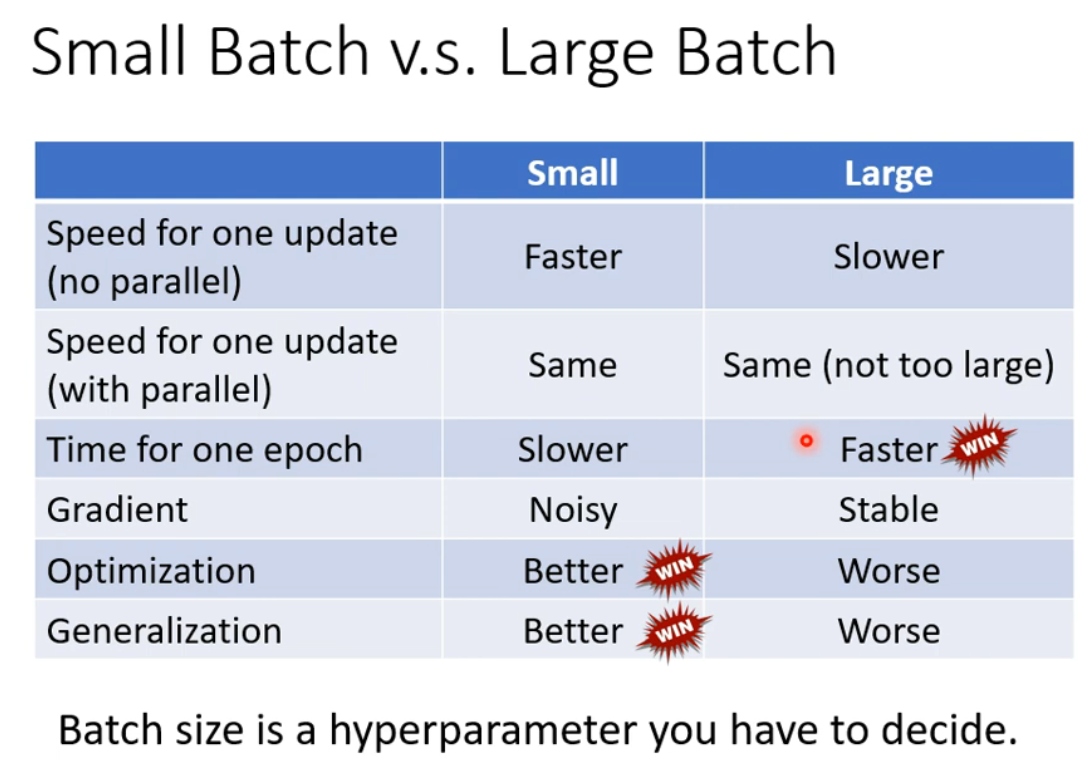 Small Batch v.s. Large Batch
Small Large
Speed for one update
(no parallel)
Faster Slower
Speed for one update
(with parallel)
Same Same (not too large)
Time for one epoch Slower Faster WIN
Gradient Noisy Stable
Optimization Better WIN Worse
Generalization Better WIN Worse
Batch size is a hyperparameter you have to decide.